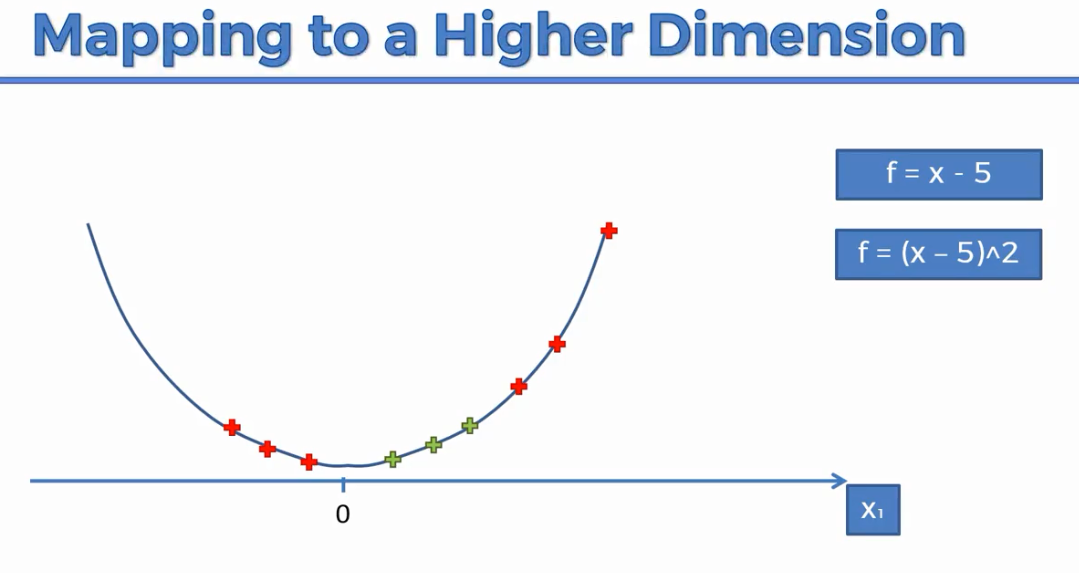 Mapping to a Higher Dimension
f = x - 5
f = (x – 5)^2
0
x₁